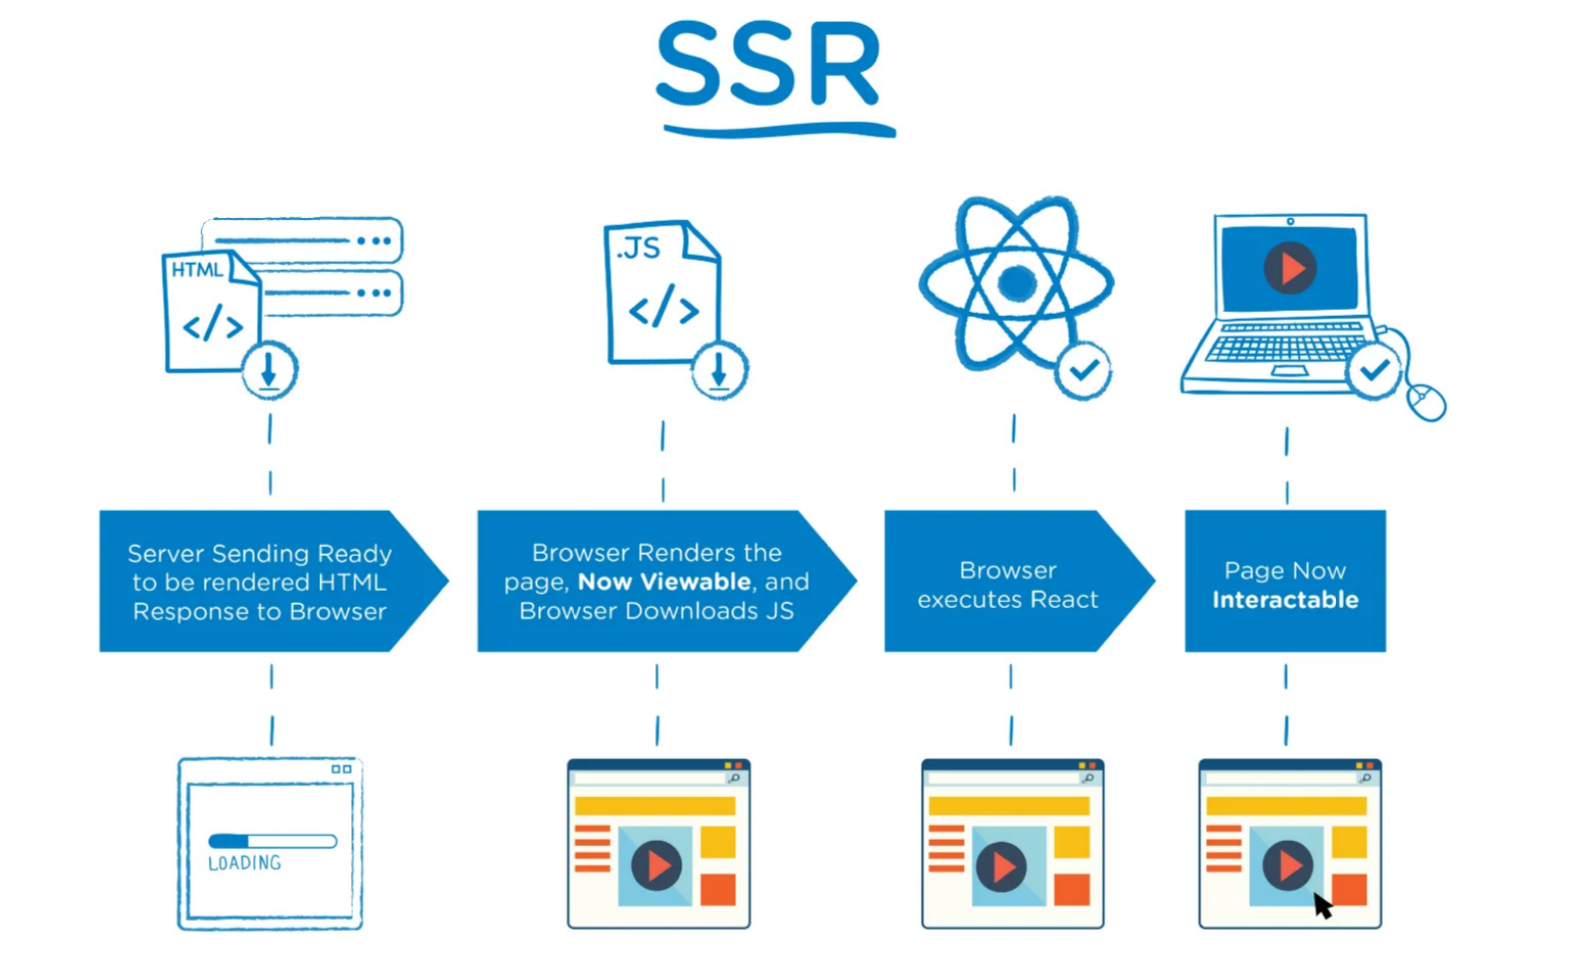 SSR
HTML
</>
.JS
</>
Server Sending Ready
to be rendered HTML
Response to Browser
Browser Renders the
page, Now Viewable, and
Browser Downloads JS
Browser
executes React
Page Now
Interactable
LOADING